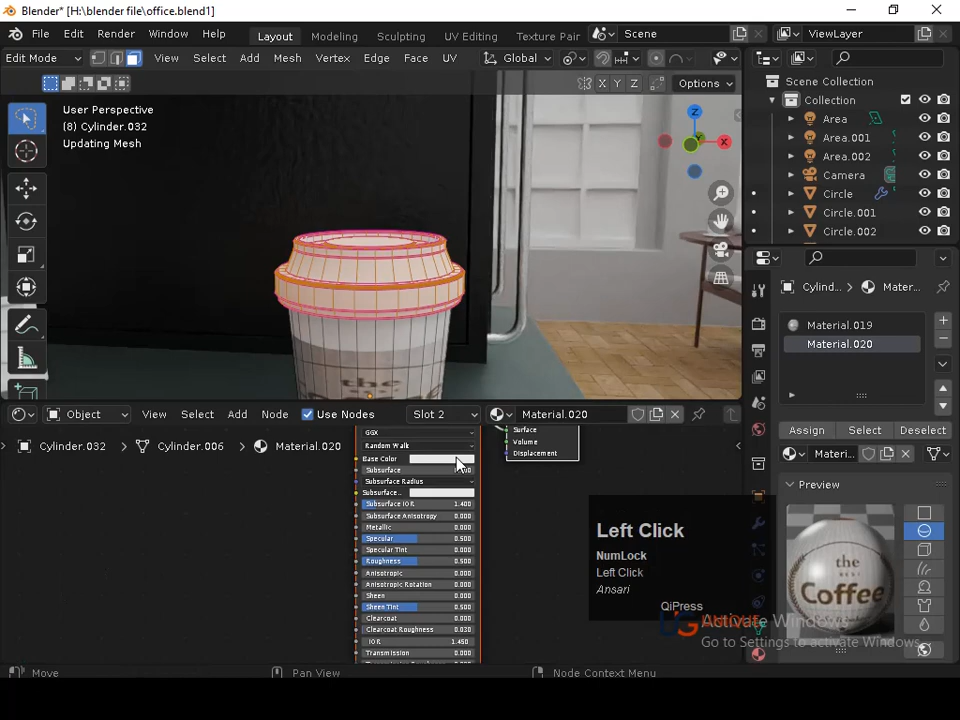 Blender* [H:\blender file\office.blend1]
File Edit Render Window Help Layout Modeling Sculpting UV Editing Texture Pair Scene ViewLayer
Edit Mode View Select Add Mesh Vertex Edge Face UV Global
X Y Z Options
User Perspective
(8) Cylinder.032
Updating Mesh
Z
X
Scene Collection
Collection
Area
Area.001
Area.002
Camera
Circle
Circle.001
Circle.002
Cylind... Mater...
Material.019
Material.020
Assign Select Deselect
Materi...
Preview
the
Coffee
the
Object View Select Add Node Use Nodes Slot 2 Material.020
Cylinder.032 Cylinder.006 Material.020
GGX
Random Walk
Base Color
Subsurface
Subsurface Radius
Subsurface..
Subsurface IOR 1.400
Subsurface Anisotropy 0.000
Metallic 0.000
Specular 0.500
Specular Tint 0.000
Roughness 0.500
Anisotropic 0.000
Anisotropic Rotation 0.000
Sheen 0.000
Sheen Tint 0.500
Clearcoat 0.000
Clearcoat Roughness 0.030
IOR 1.450
Transmission 0.000
Surface
Volume
Displacement
Left Click
NumLock
Left Click
Ansari
QiPress
Activate Windows
Go to Settings to activate Windows.
Move Pan View Node Context Menu